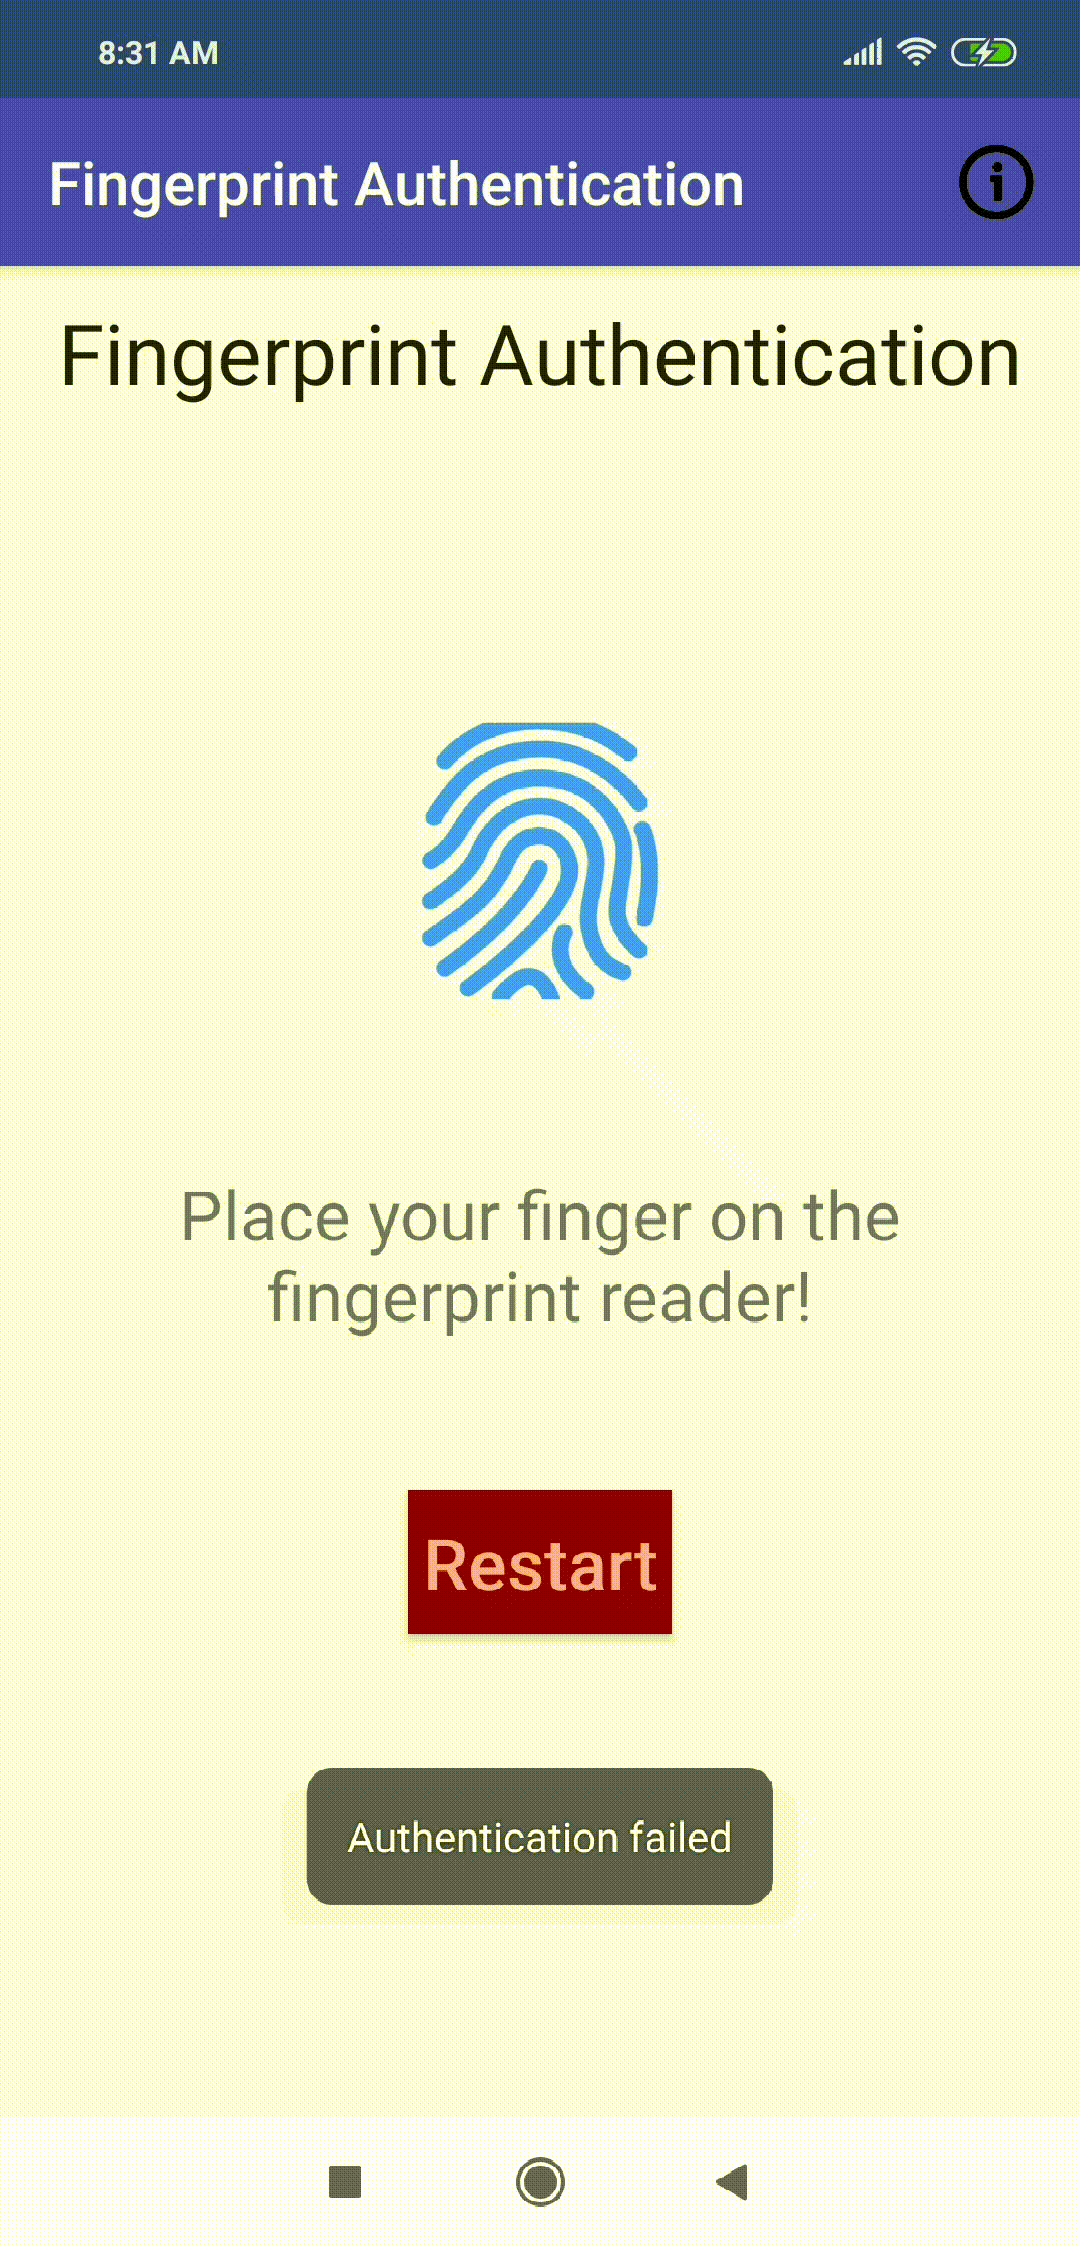 8:31 AM
Fingerprint Authentication
Fingerprint Authentication
Place your finger on the
fingerprint reader!
Restart
Authentication failed